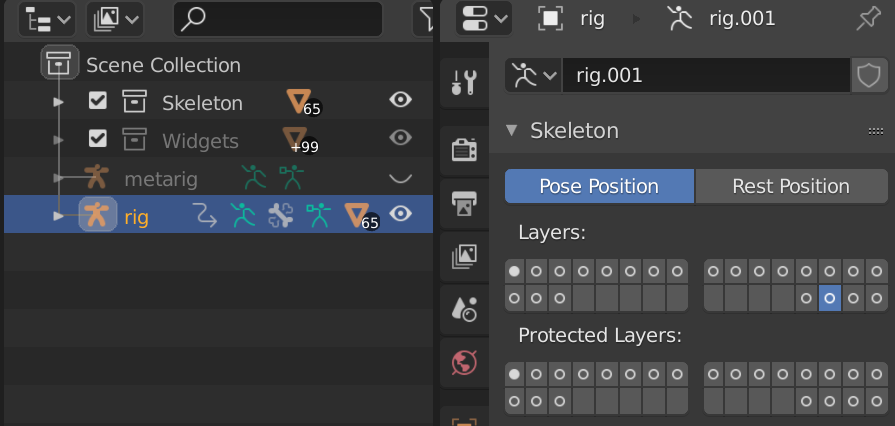 rig rig.001
Scene Collection
rig.001
Skeleton 65
Skeleton
Widgets +99
metarig
Pose Position Rest Position
rig 65
Layers:
Protected Layers: